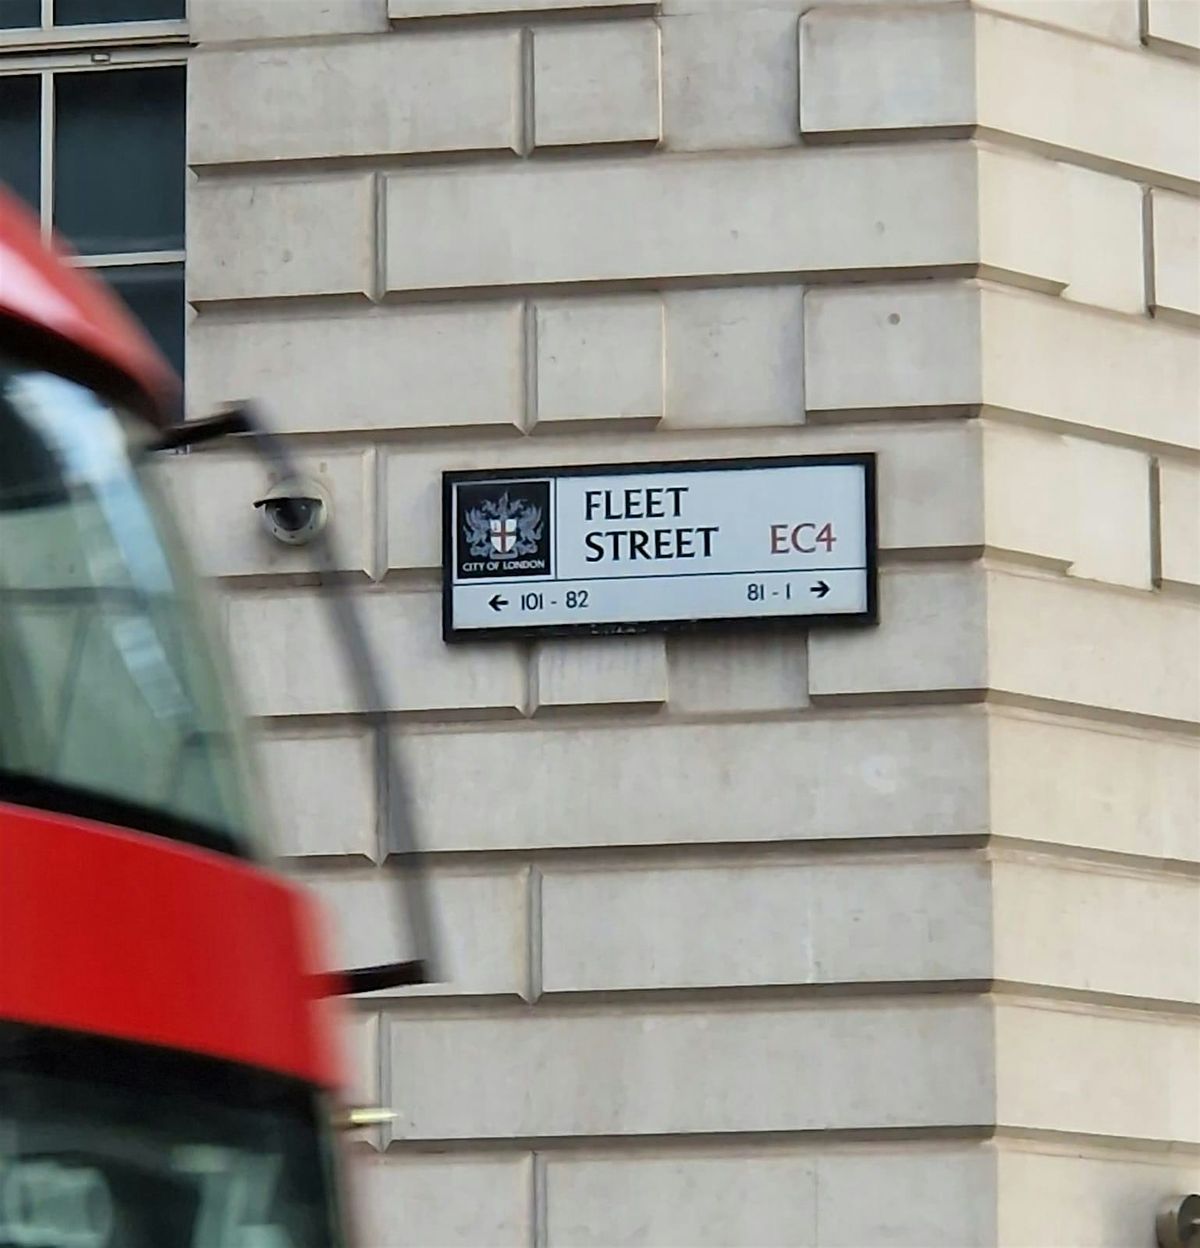 FLEET
STREET EC4
CITY OF LONDON
← 101 - 82 81 - 1 →